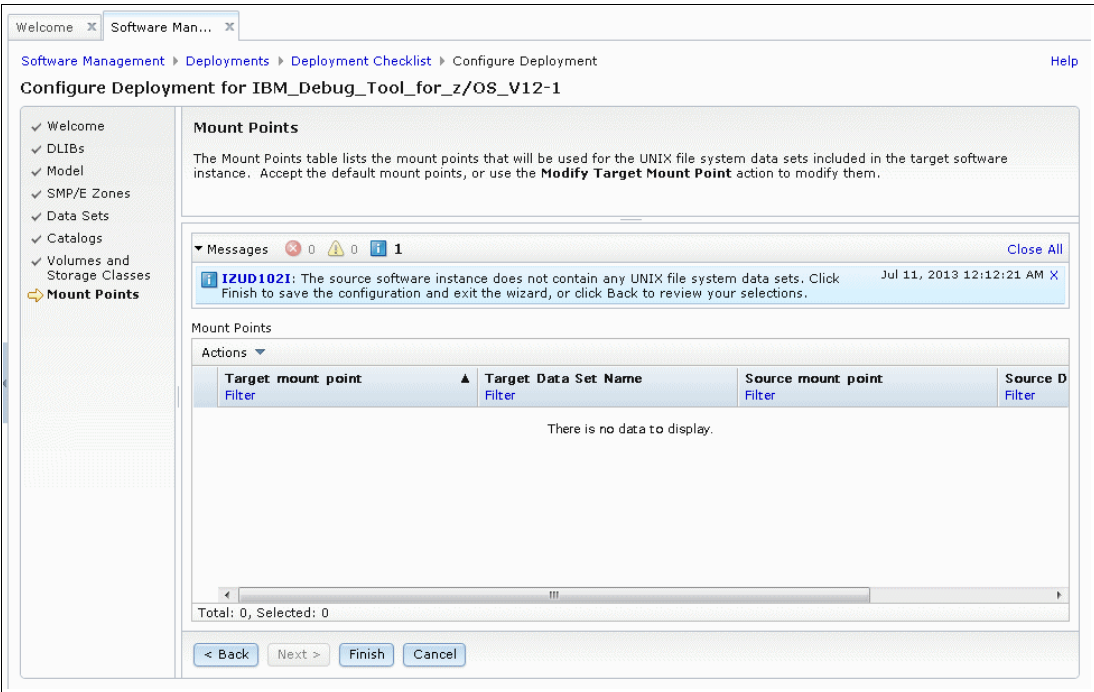 Welcome X Software Man... X
Software Management Deployments Deployment Checklist Configure Deployment Help
Configure Deployment for IBM_Debug_Tool_for_z/OS_V12-1
Welcome
DLIBs
Model
SMP/E Zones
Data Sets
Catalogs
Volumes and
Storage Classes
Mount Points
Mount Points
The Mount Points table lists the mount points that will be used for the UNIX file system data sets included in the target software
instance. Accept the default mount points, or use the Modify Target Mount Point action to modify them.
Messages 0 0 1 Close All
IZUD102I: The source software instance does not contain any UNIX file system data sets. Click Jul 11, 2013 12:12:21 AM X
Finish to save the configuration and exit the wizard, or click Back to review your selections.
Mount Points
Actions
Target mount point Target Data Set Name Source mount point Source D
Filter Filter Filter Filter
There is no data to display.
Total: 0, Selected: 0
< Back Next > Finish Cancel